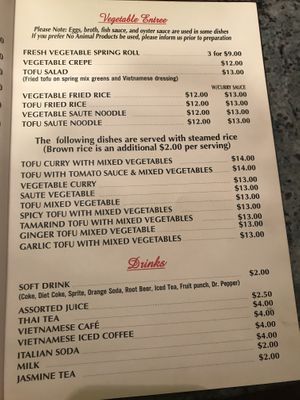 Vegetable Entree
Please Note: Eggs, broth, fish sauce, and oyster sauce are used in some dishes
If you prefer No Animal Products be used, please inform us prior to preparation
FRESH VEGETABLE SPRING ROLL 3 for $9.00
VEGETABLE CREPE $12.00
TOFU SALAD $13.00
(Fried tofu on spring mix greens and Vietnamese dressing)
W/CURRY SAUCE
VEGETABLE FRIED RICE $12.00 $13.00
TOFU FRIED RICE $12.00 $13.00
VEGETABLE SAUTE NOODLE $12.00 $13.00
TOFU SAUTE NOODLE $12.00 $13.00
The following dishes are served with steamed rice
(Brown rice is an additional $2.00 per serving)
TOFU CURRY WITH MIXED VEGETABLES $14.00
TOFU WITH TOMATO SAUCE & MIXED VEGETABLES $14.00
VEGETABLE CURRY $13.00
SAUTE VEGETABLE $13.00
TOFU MIXED VEGETABLE $13.00
SPICY TOFU WITH MIXED VEGETABLES $13.00
TAMARIND TOFU WITH MIXED VEGETABLES $13.00
GINGER TOFU MIXED VEGETABLE $13.00
GARLIC TOFU WITH MIXED VEGETABLES $13.00
Drinks
SOFT DRINK $2.00
(Coke, Diet Coke, Sprite, Orange Soda, Root Beer, Iced Tea, Fruit punch, Dr. Pepper)
ASSORTED JUICE $2.50
THAI TEA $4.00
VIETNAMESE CAFÉ $4.00
VIETNAMESE ICED COFFEE $4.00
ITALIAN SODA $4.00
MILK $2.00
JASMINE TEA $2.00